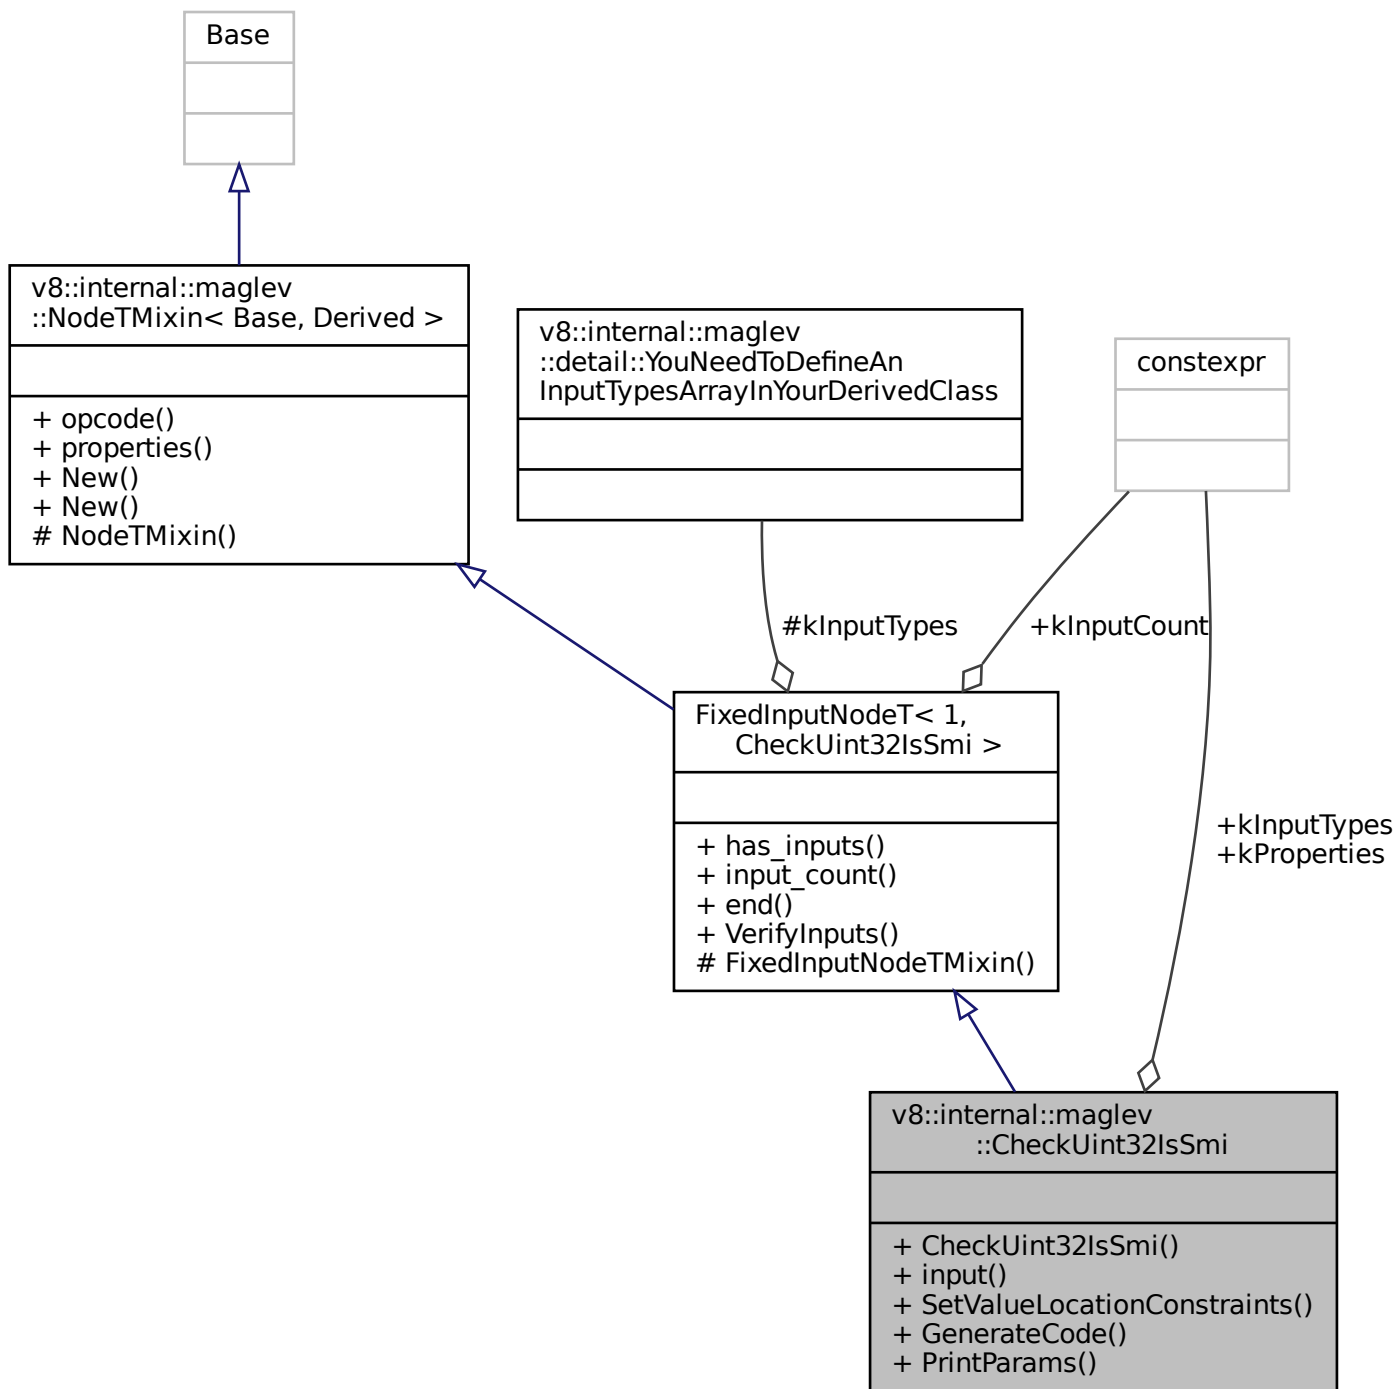 Base
v8::internal::maglev
::NodeTMixin< Base, Derived >
+ opcode()
+ properties()
+ New()
+ New()
# NodeTMixin()
v8::internal::maglev
::detail::YouNeedToDefineAn
InputTypesArrayInYourDerivedClass
constexpr
#kInputTypes
+kInputCount
FixedInputNodeT< 1,
CheckUint32IsSmi >
+ has_inputs()
+ input_count()
+ end()
+ VerifyInputs()
# FixedInputNodeTMixin()
+kInputTypes
+kProperties
v8::internal::maglev
::CheckUint32IsSmi
+ CheckUint32IsSmi()
+ input()
+ SetValueLocationConstraints()
+ GenerateCode()
+ PrintParams()